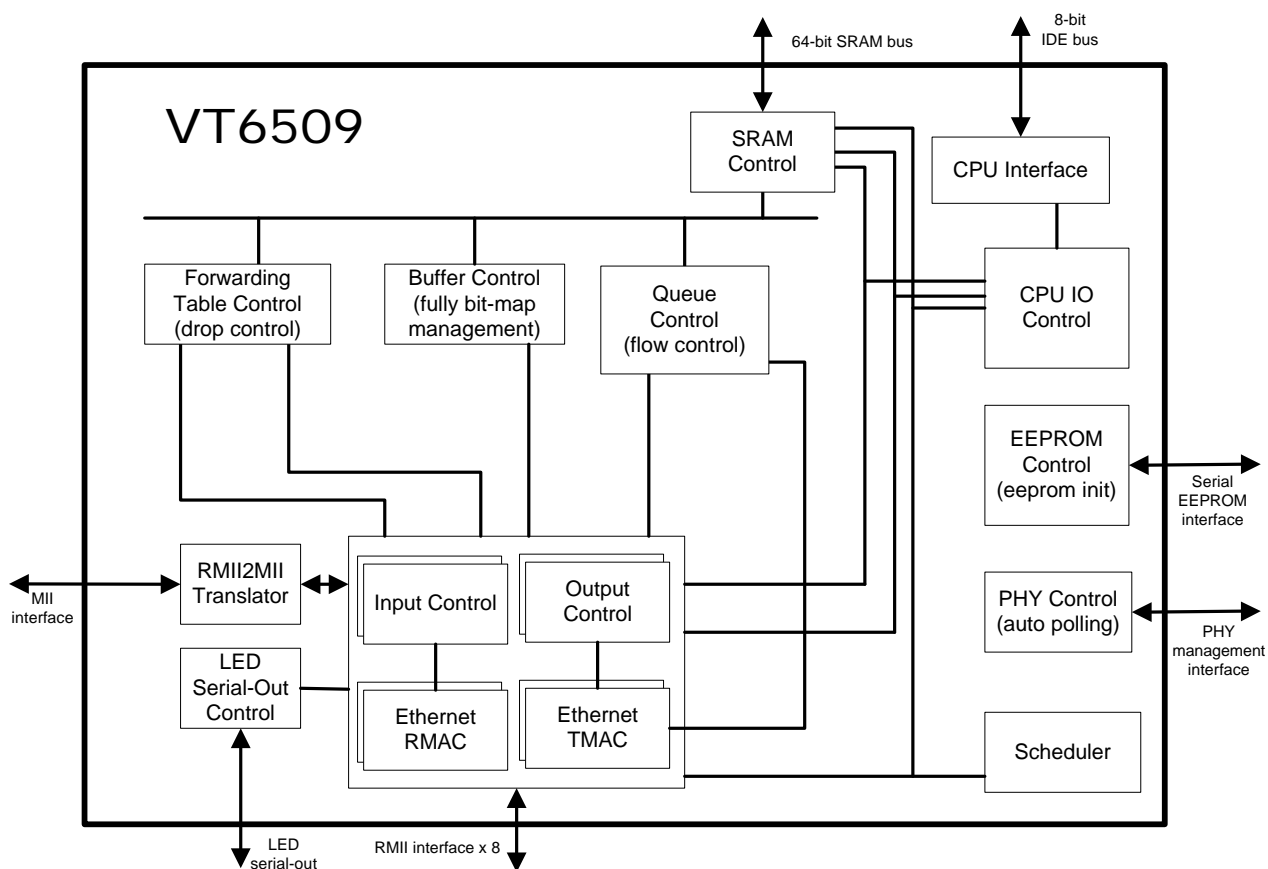 64-bit SRAM bus
8-bit
IDE bus
VT6509
SRAM
Control
CPU Interface
Forwarding
Table Control
(drop control)
Buffer Control
(fully bit-map
management)
Queue
Control
(flow control)
CPU IO
Control
EEPROM
Control
(eeprom init)
Serial
EEPROM
interface
RMII2MII
Translator
MII
interface
Input Control
Output
Control
PHY Control
(auto polling)
PHY
management
interface
LED
Serial-Out
Control
Ethernet
RMAC
Ethernet
TMAC
Scheduler
LED
serial-out
RMII interface x 8